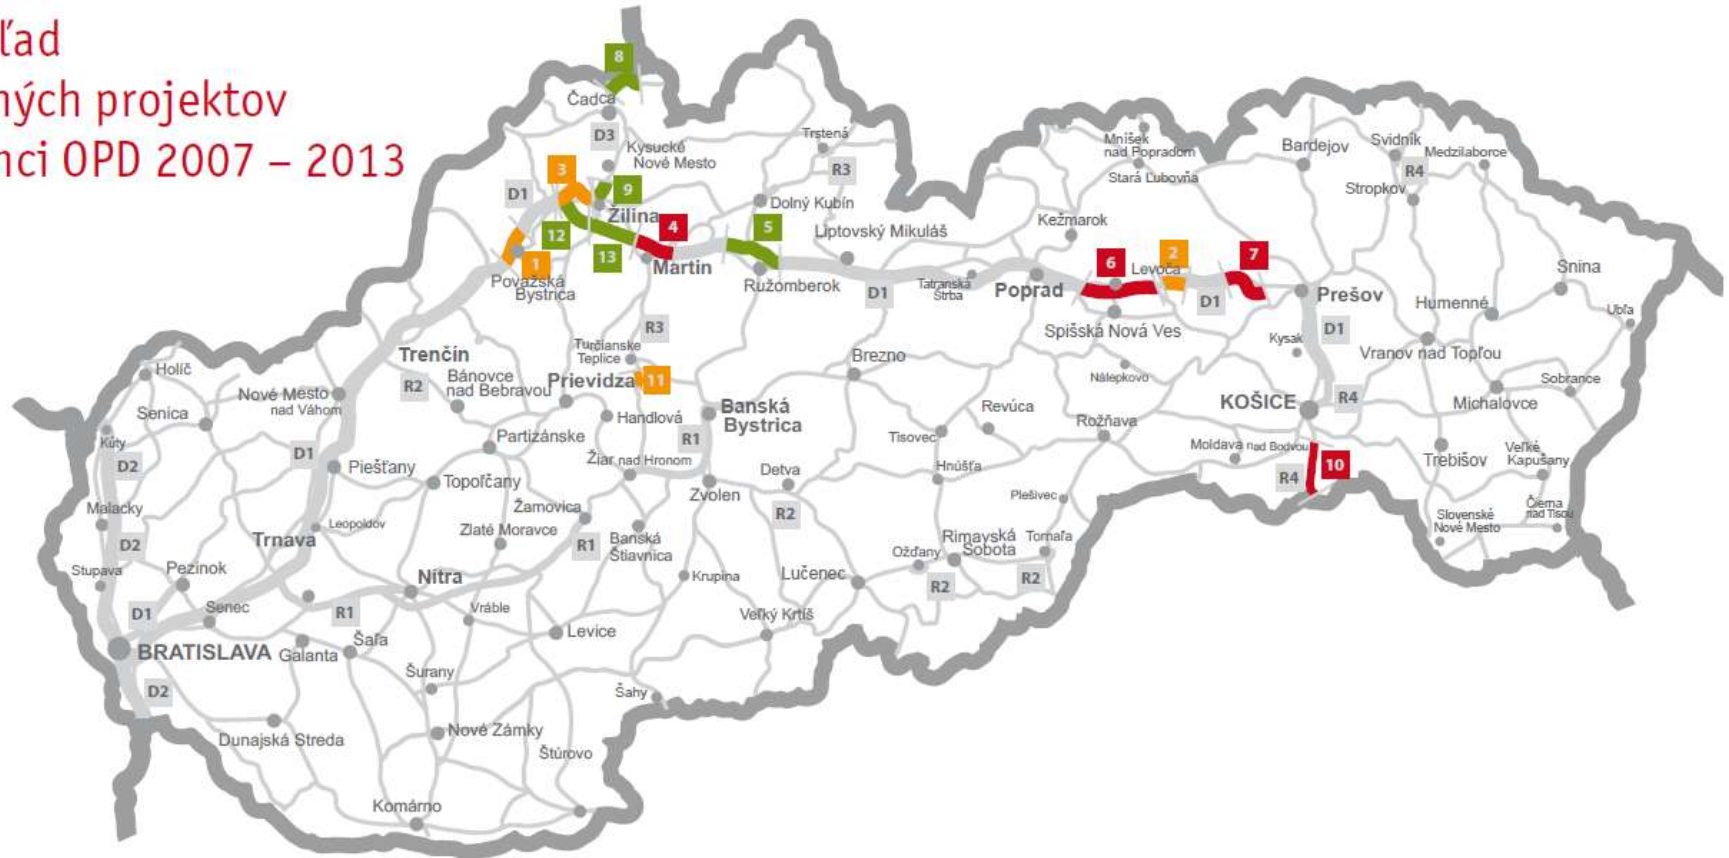 ľad
ných projektov
nci OPD 2007 – 2013
8
Čadca
D3
Kysucké
Nové Mesto
Trstená
R3
Mníšek
nad Popradom
Stará Ľubovňa
Bardejov
Svidník
Medzilaborce
R4
Stropkov
3
D1
9
Žilina
Dolný Kubín
Kežmarok
12
4
5
Liptovský Mikuláš
13
Martin
1
Považská
Bystrica
Ružomberok
D1
Tatranská
Štrba
Poprad
6
Levoča
2
7
D1
Prešov
Snina
Humenné
Ubľa
Spišská Nová Ves
D1
Kysak
Vranov nad Topľou
R3
Turčianske
Teplice
Trenčín
R2
Bánovce
nad Bebravou
Prievidza
11
Brezno
Nálepkovo
Sobrance
Holíč
Nové Mesto
nad Váhom
Senica
Handlová
Banská
Bystrica
Revúca
KOŠICE
R4
Michalovce
Kúty
D2
D1
Partizánske
R1
Tisovec
Rožňava
Moldava nad Bodvou
Piešťany
Žiar nad Hronom
Detva
Hnúšťa
R4
10
Trebišov
Veľké
Kapušany
Topoľčany
Zvolen
Plešivec
Malacky
Žarnovica
R2
Slovenské
Nové Mesto
Čierna
nad Tisou
Leopoldov
Trnava
Zlaté Moravce
D2
R1
Banská
Štiavnica
Rimavská
Sobota
Tornaľa
Ožďany
Stupava
Pezinok
Nitra
Krupina
Lučenec
R2
R2
D1
Senec
R1
Vráble
Veľký Krtíš
BRATISLAVA
Galanta
Šaľa
Levice
D2
Šurany
Šahy
Dunajská Streda
Nové Zámky
Štúrovo
Komárno